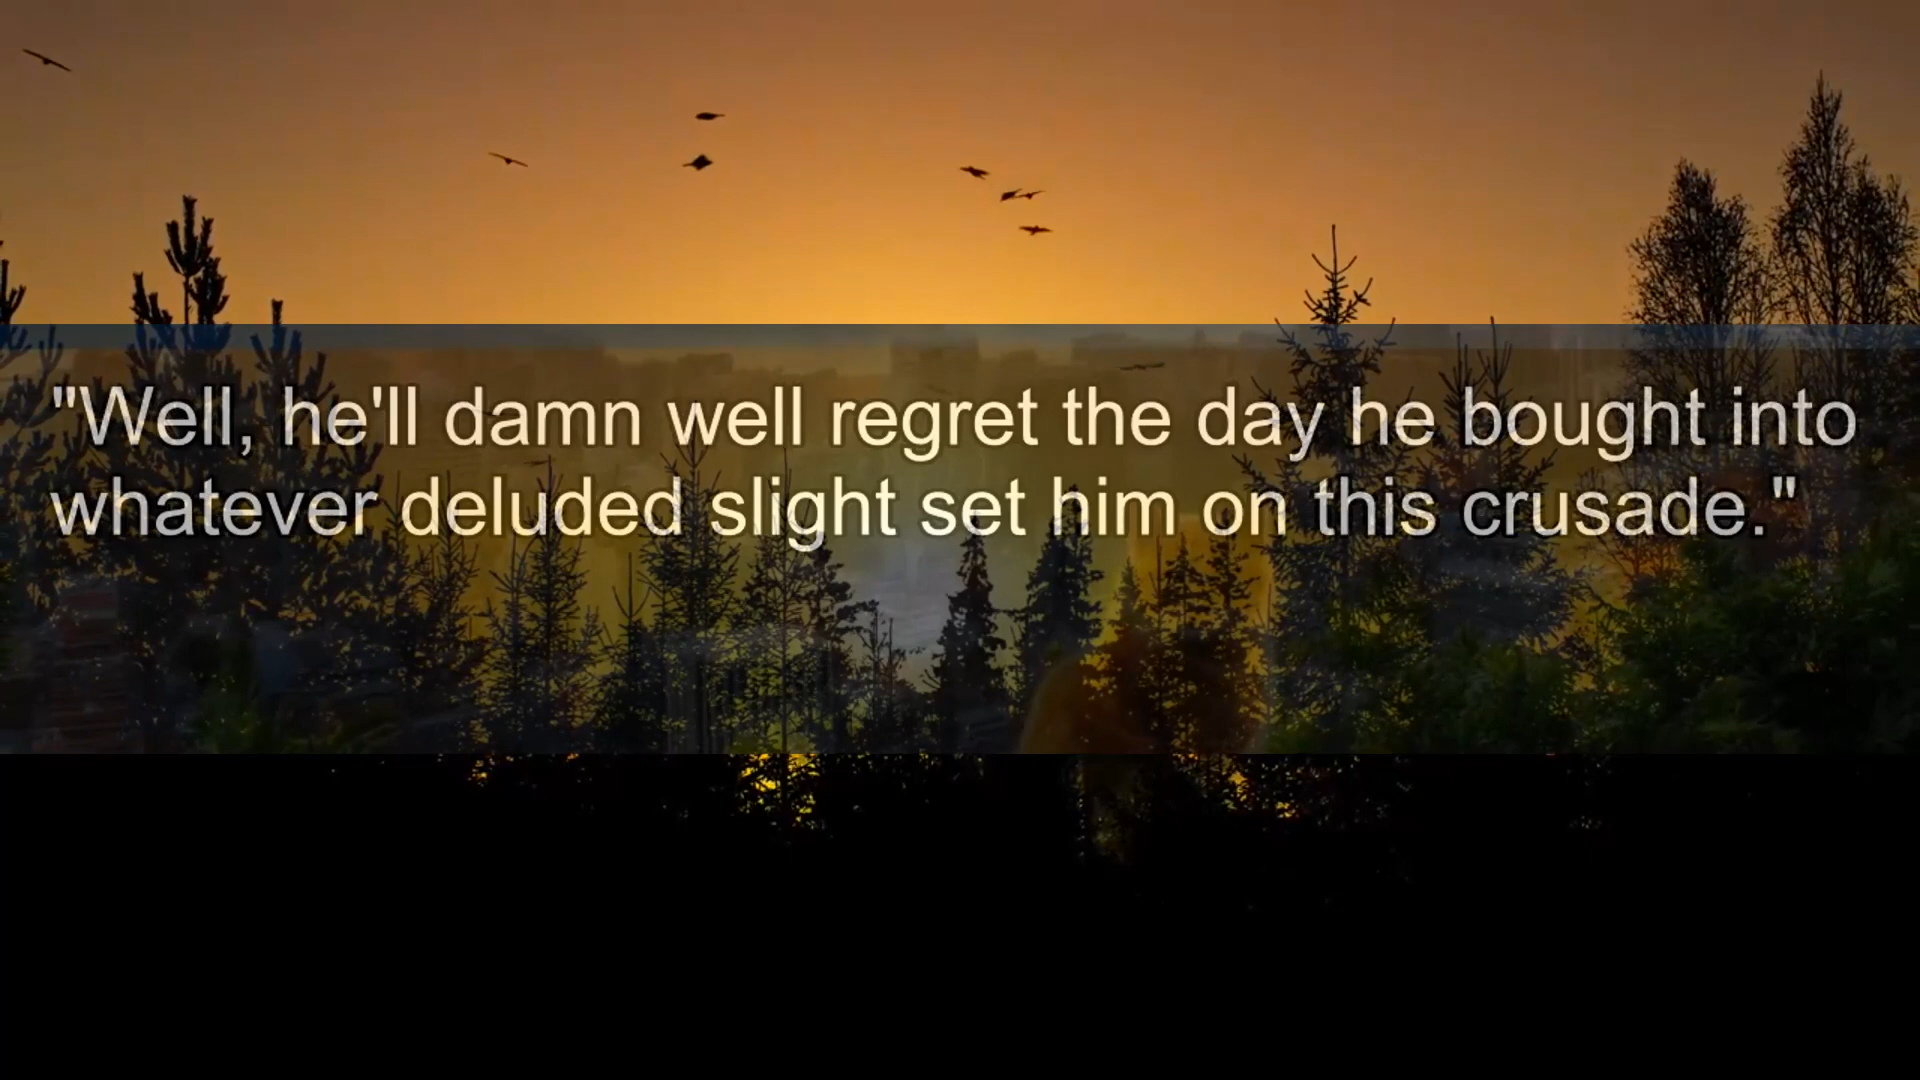 "Well, he'll damn well regret the day he bought into
whatever deluded slight set him on this crusade."